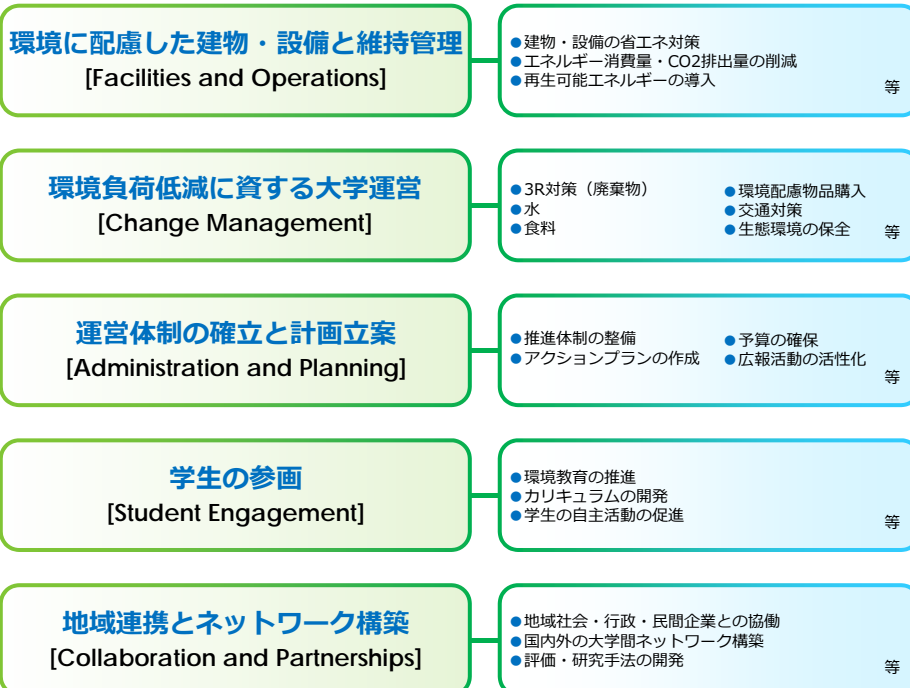 環境に配慮した建物・設備と維持管理
[Facilities and Operations]
●建物・設備の省エネ対策
●エネルギー消費量・CO2排出量の削減
●再生可能エネルギーの導入
等
環境負荷低減に資する大学運営
[Change Management]
●3R対策（廃棄物）
●水
●食料
●環境配慮物品購入
●交通対策
●生態環境の保全
等
運営体制の確立と計画立案
[Administration and Planning]
●推進体制の整備
●アクションプランの作成
●予算の確保
●広報活動の活性化
等
学生の参画
[Student Engagement]
●環境教育の推進
●カリキュラムの開発
●学生の自主活動の促進
等
地域連携とネットワーク構築
[Collaboration and Partnerships]
●地域社会・行政・民間企業との協働
●国内外の大学間ネットワーク構築
●評価・研究手法の開発
等